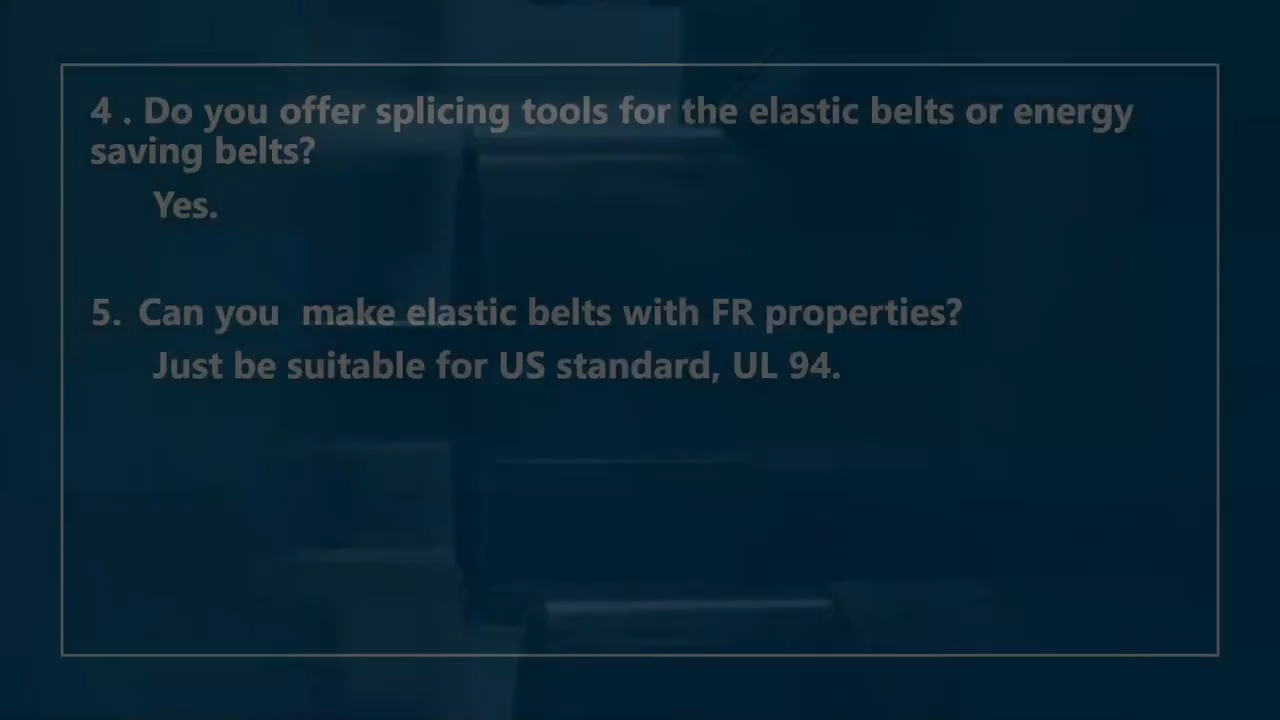 4 . Do you offer splicing tools for the elastic belts or energy
saving belts?
Yes.
5. Can you  make elastic belts with FR properties?
Just be suitable for US standard, UL 94.